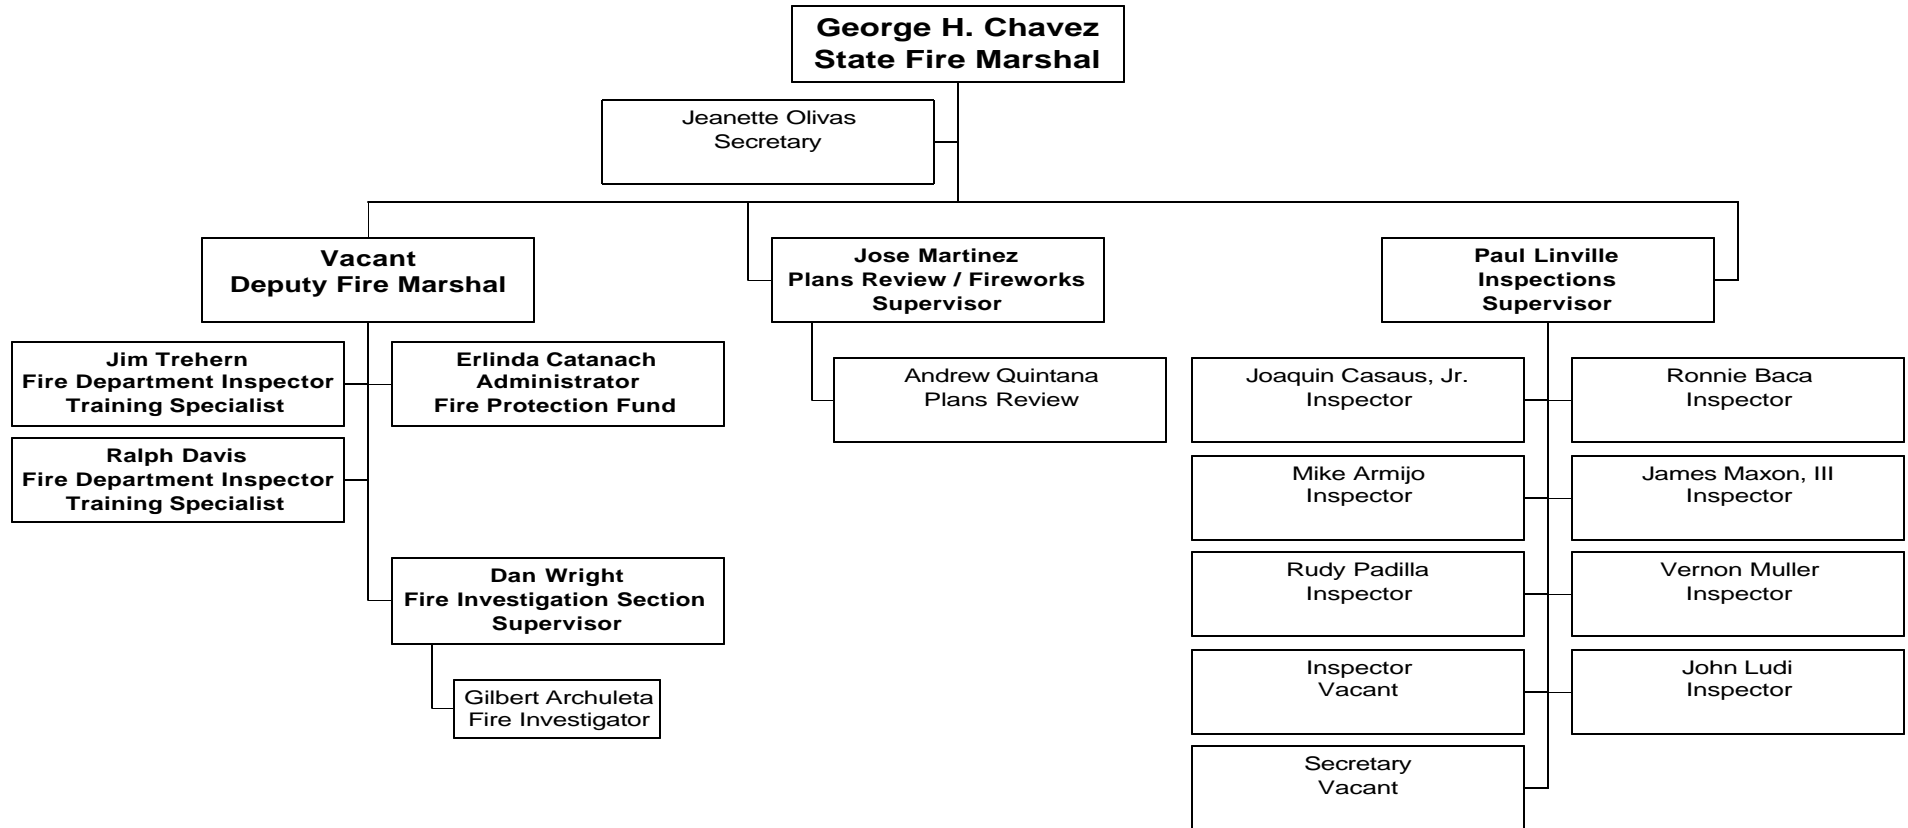 George H. Chavez
State Fire Marshal
Jeanette Olivas
Secretary
Vacant
Deputy Fire Marshal
Jim Trehern
Fire Department Inspector
Training Specialist
Erlinda Catanach
Administrator
Fire Protection Fund
Ralph Davis
Fire Department Inspector
Training Specialist
Dan Wright
Fire Investigation Section
Supervisor
Gilbert Archuleta
Fire Investigator
Jose Martinez
Plans Review / Fireworks
Supervisor
Andrew Quintana
Plans Review
Paul Linville
Inspections
Supervisor
Joaquin Casaus, Jr.
Inspector
Ronnie Baca
Inspector
Mike Armijo
Inspector
James Maxon, III
Inspector
Rudy Padilla
Inspector
Vernon Muller
Inspector
Inspector
Vacant
John Ludi
Inspector
Secretary
Vacant